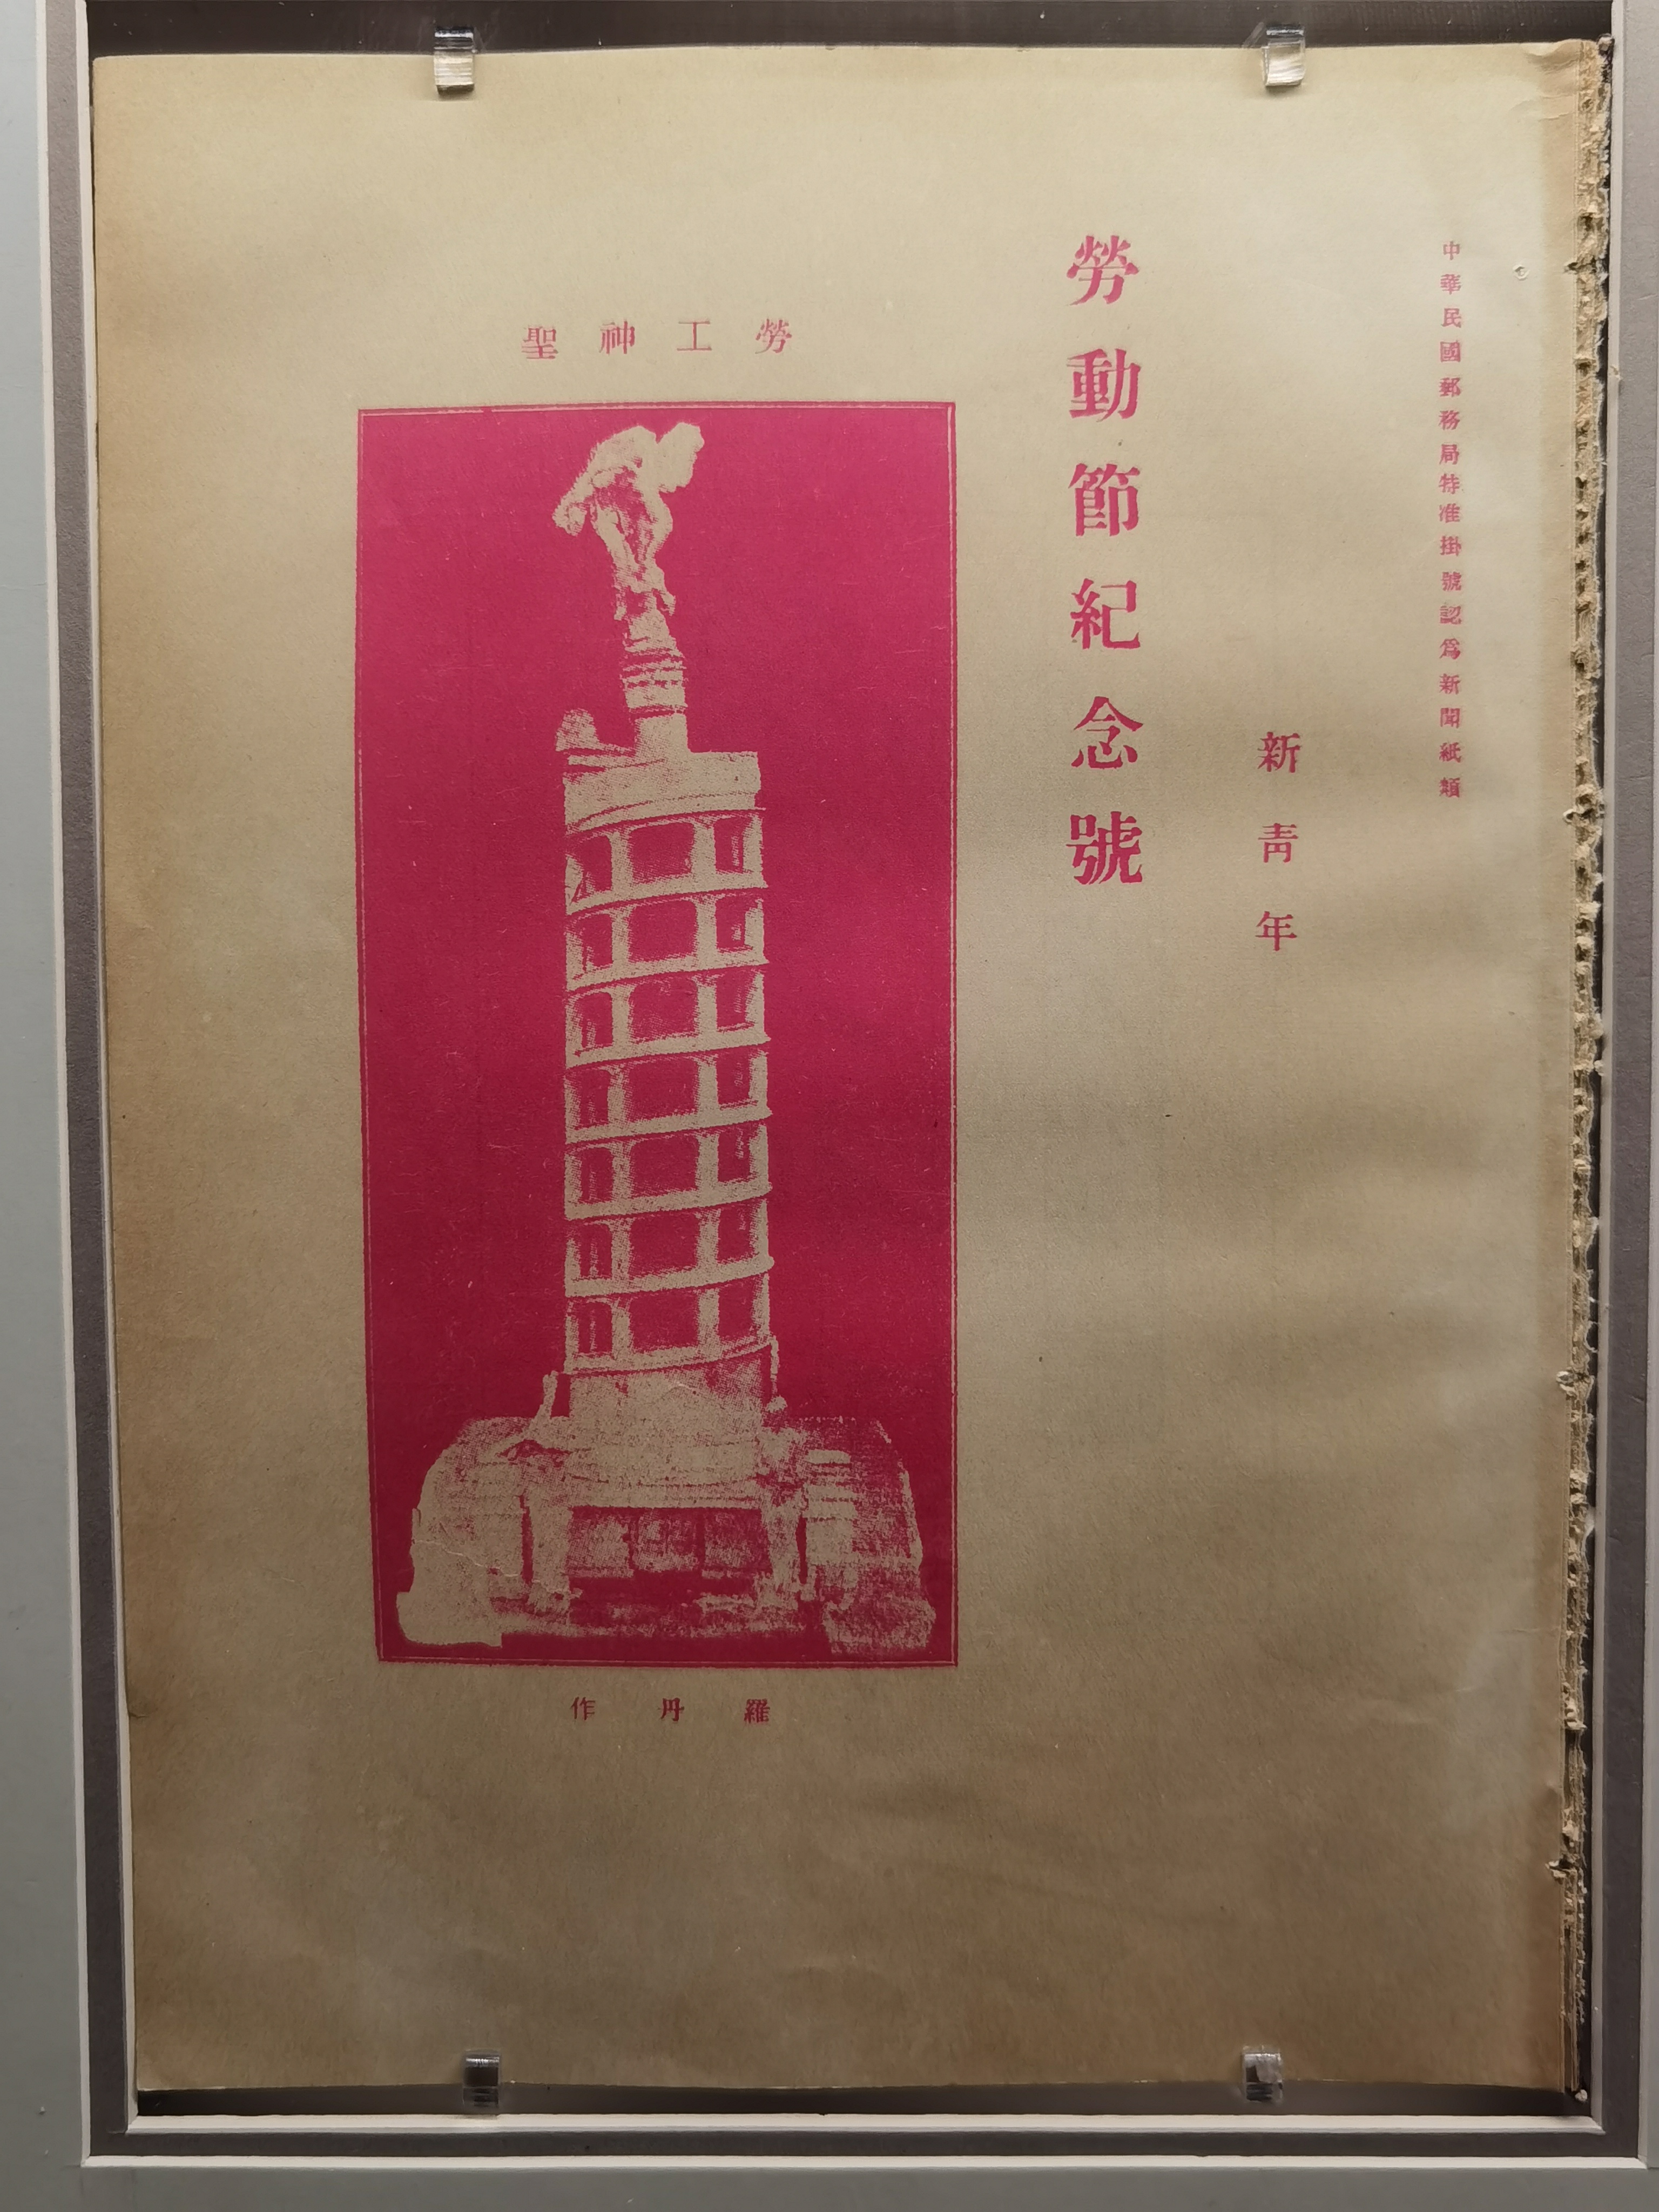 中華民國郵務局特准掛號認爲新聞紙類
新青年
勞動節紀念號
勞工神聖
羅丹作